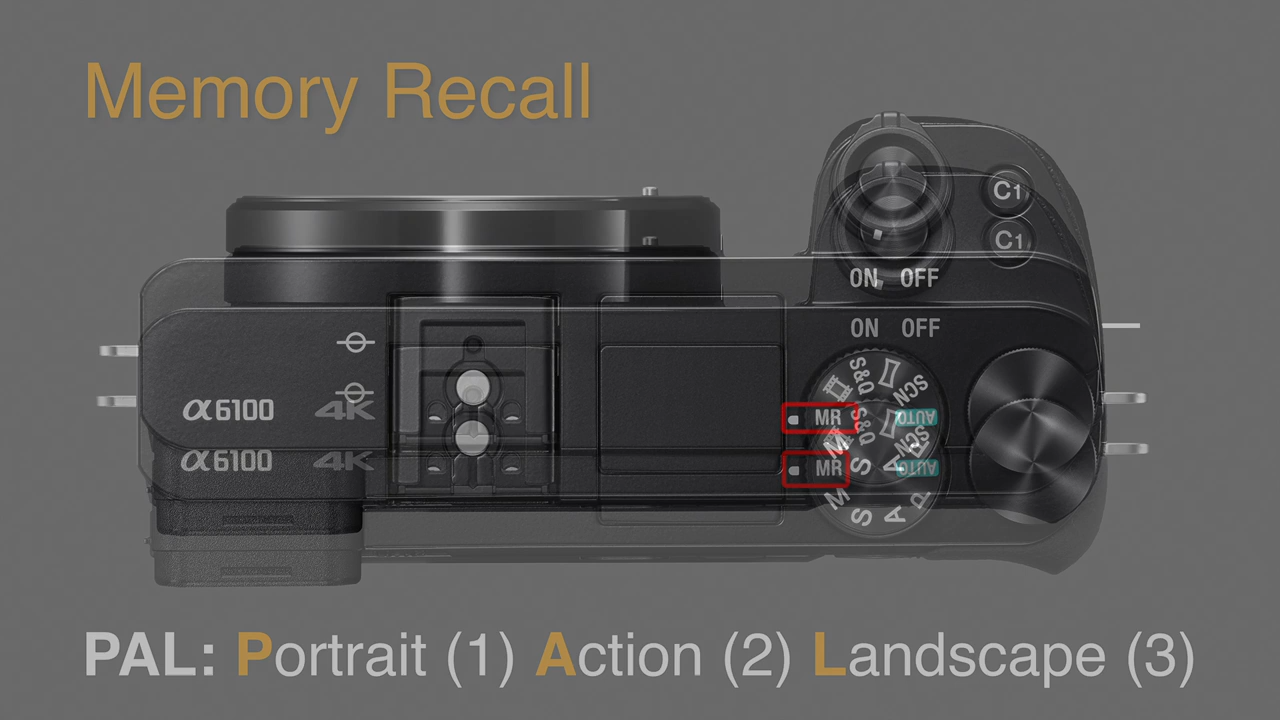 Memory Recall
C1
C1
ON OFF
ON OFF
S&Q
SCN
α6100 4K
MR
AUTO
S&Q
SCN
M
S
A
α6100 4K
MR
AUTO
M
S
A
P
PAL: Portrait (1) Action (2) Landscape (3)